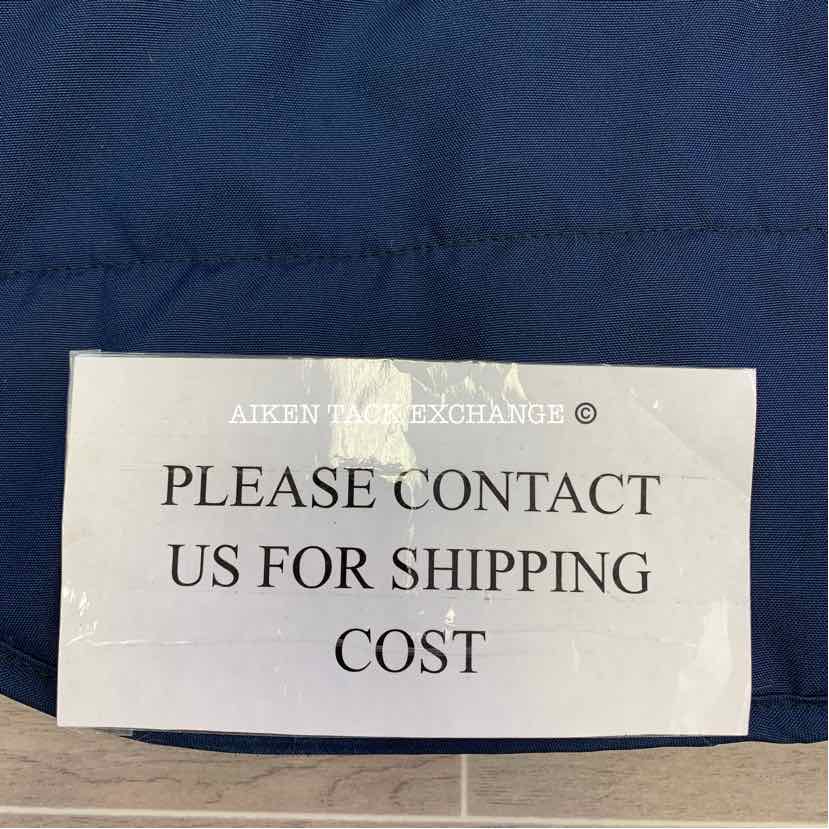 AIKEN TACK EXCHANGE ©
PLEASE CONTACT
US FOR SHIPPING
COST